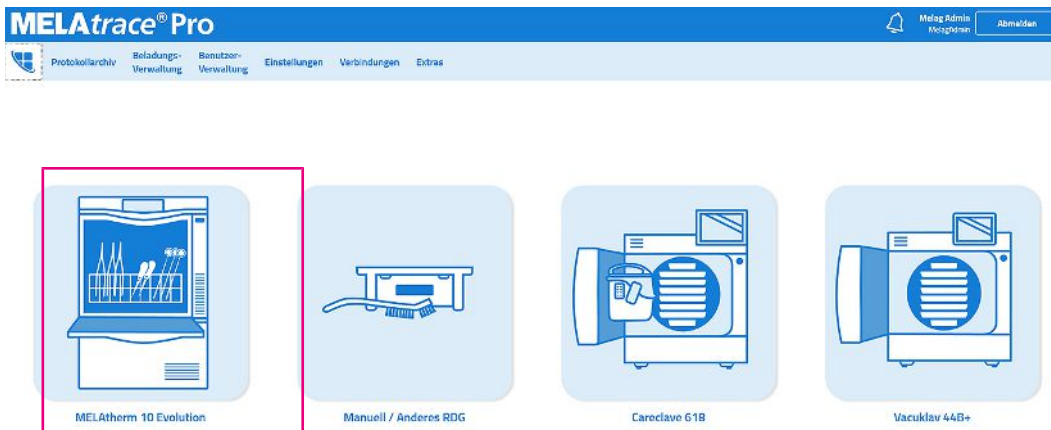 MELAtrace® Pro
Melag Admin
MelagAdmin
Abmelden
Protokollarchiv
Beladungs-
Verwaltung
Benutzer-
Verwaltung
Einstellungen
Verbindungen
Extras
MELAtherm 10 Evolution
Manuell / Anderes RDG
Careclave 618
Vacuklav 44B+